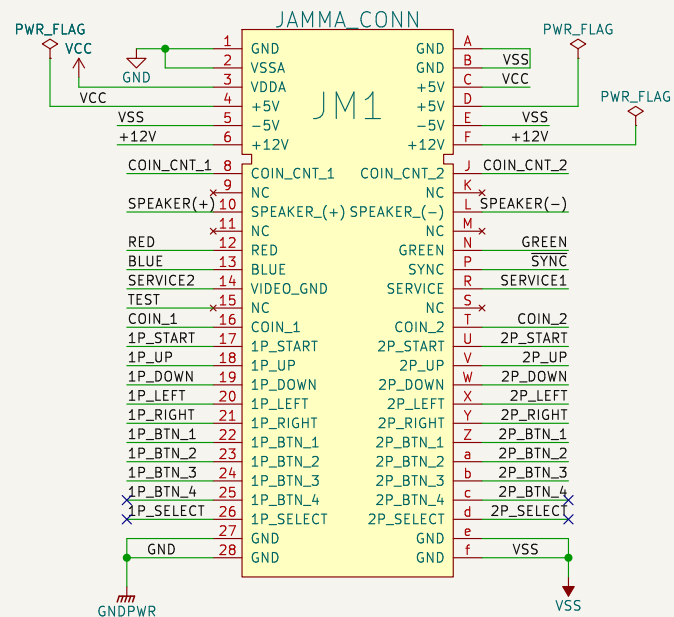 JAMMA_CONN
PWR_FLAG
VCC
GND
PWR_FLAG
PWR_FLAG
JM1
1 GND GND A
2 VSSA GND B VSS
3 VDDA +5V C VCC
VCC 4 +5V +5V D
VSS 5 -5V -5V E VSS
+12V 6 +12V +12V F +12V
COIN_CNT_1 8 COIN_CNT_1 COIN_CNT_2 J COIN_CNT_2
9 NC NC K
SPEAKER(+) 10 SPEAKER_(+) SPEAKER_(-) L SPEAKER(-)
11 NC NC M
RED 12 RED GREEN N GREEN
BLUE 13 BLUE SYNC P SYNC
SERVICE2 14 VIDEO_GND SERVICE R SERVICE1
TEST 15 NC NC S
COIN_1 16 COIN_1 COIN_2 T COIN_2
1P_START 17 1P_START 2P_START U 2P_START
1P_UP 18 1P_UP 2P_UP V 2P_UP
1P_DOWN 19 1P_DOWN 2P_DOWN W 2P_DOWN
1P_LEFT 20 1P_LEFT 2P_LEFT X 2P_LEFT
1P_RIGHT 21 1P_RIGHT 2P_RIGHT Y 2P_RIGHT
1P_BTN_1 22 1P_BTN_1 2P_BTN_1 Z 2P_BTN_1
1P_BTN_2 23 1P_BTN_2 2P_BTN_2 a 2P_BTN_2
1P_BTN_3 24 1P_BTN_3 2P_BTN_3 b 2P_BTN_3
1P_BTN_4 25 1P_BTN_4 2P_BTN_4 c 2P_BTN_4
1P_SELECT 26 1P_SELECT 2P_SELECT d 2P_SELECT
27 GND GND e
GND 28 GND GND f VSS
GNDPWR
VSS